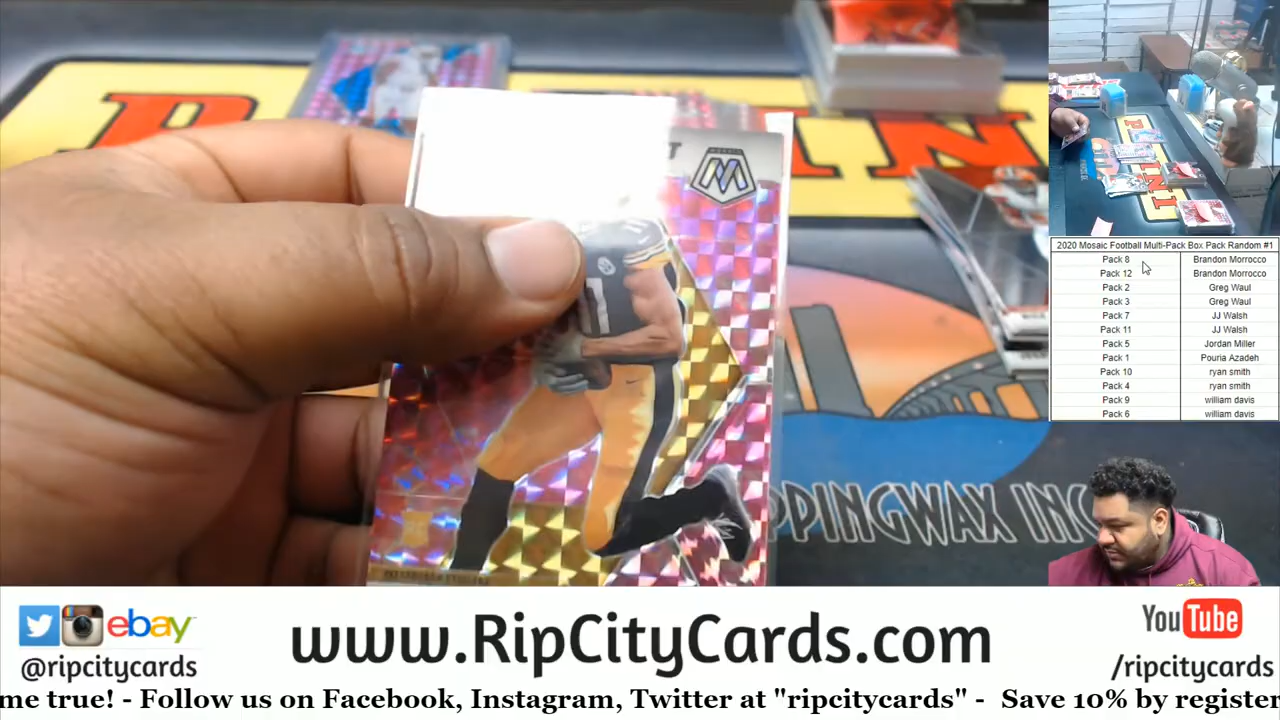 PANINI
MOSAIC
11
PPINGWAX INC
2020 Mosaic Football Multi-Pack Box Pack Random #1
Pack 8 Brandon Morrocco
Pack 12 Brandon Morrocco
Pack 2 Greg Waul
Pack 3 Greg Waul
Pack 7 JJ Walsh
Pack 11 JJ Walsh
Pack 5 Jordan Miller
Pack 1 Pouria Azadeh
Pack 10 ryan smith
Pack 4 ryan smith
Pack 9 william davis
Pack 6 william davis
ebay
@ripcitycards
www.RipCityCards.com
YouTube
/ripcitycards
me true! - Follow us on Facebook, Instagram, Twitter at "ripcitycards" - Save 10% by register